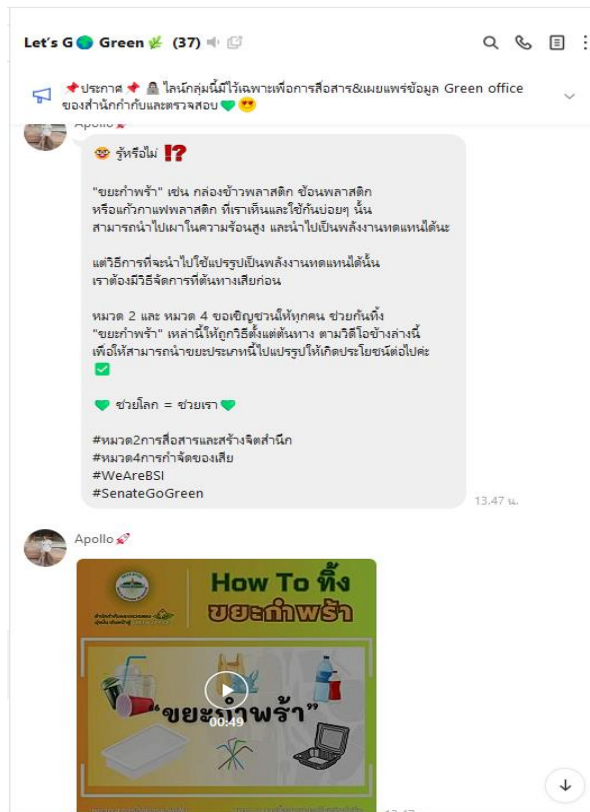 Let's G🌍 Green 🌿 (37)
📌ประกาศ 📌 ไลน์กลุ่มนี้มีไว้เฉพาะเพื่อการสื่อสาร&เผยแพร่ข้อมูล Green office
ของสำนักกำกับและตรวจสอบ💚😍
Apollo🚀
🤓 รู้หรือไม่ ⁉️
"ขยะกำพร้า" เช่น กล่องข้าวพลาสติก ช้อนพลาสติก
หรือแก้วกาแฟพลาสติก ที่เราเห็นและใช้กันบ่อยๆ นั้น
สามารถนำไปเผาในความร้อนสูง และนำไปเป็นพลังงานทดแทนได้นะ
แต่วิธีการที่จะนำไปใช้แปรรูปเป็นพลังงานทดแทนได้นั้น
เราต้องมีวิธีจัดการที่ต้นทางเสียก่อน
หมวด 2 และ หมวด 4 ขอเชิญชวนให้ทุกคน ช่วยกันทิ้ง
"ขยะกำพร้า" เหล่านี้ให้ถูกวิธีตั้งแต่ต้นทาง ตามวิดีโอข้างล่างนี้
เพื่อให้สามารถนำขยะประเภทนี้ไปแปรรูปให้เกิดประโยชน์ต่อไปค่ะ
✅
💚 ช่วยโลก = ช่วยเรา💚
#หมวด2การสื่อสารและสร้างจิตสำนึก
#หมวด4การกำจัดของเสีย
#WeAreBSI
#SenateGoGreen
13.47 น.
Apollo🚀
How To ทิ้ง
ขยะกำพร้า
"ขยะกำพร้า"
00:49